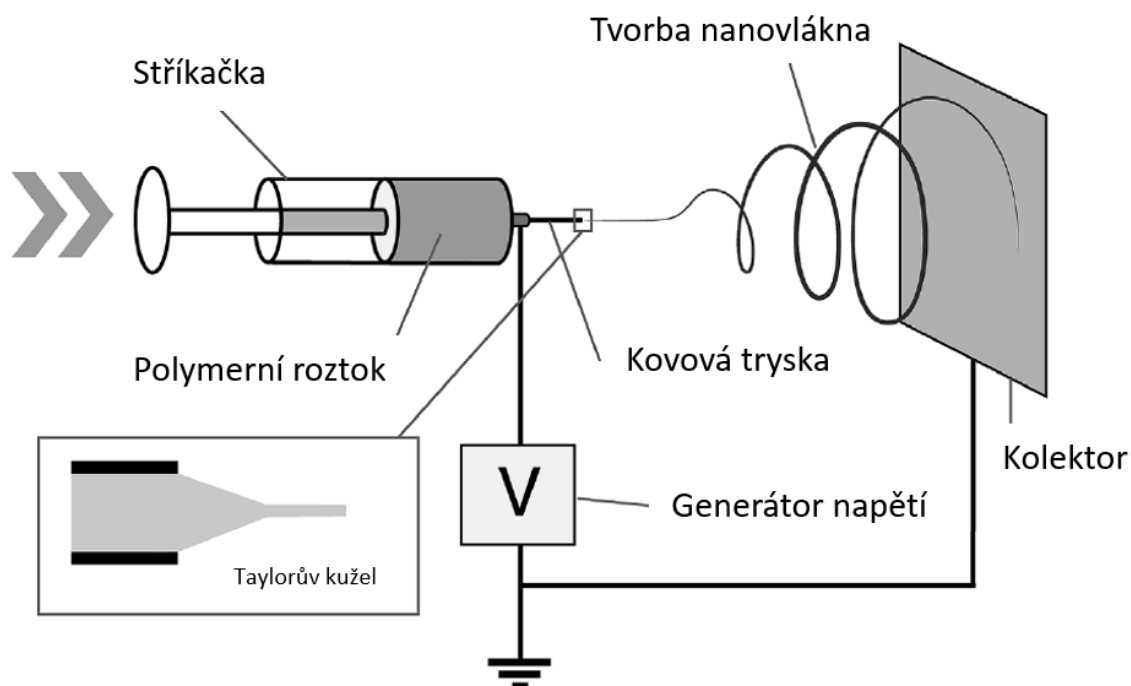 Tvorba nanovlákna
Stříkačka
Polymerní roztok
Kovová tryska
Kolektor
V
Generátor napětí
Taylorův kužel